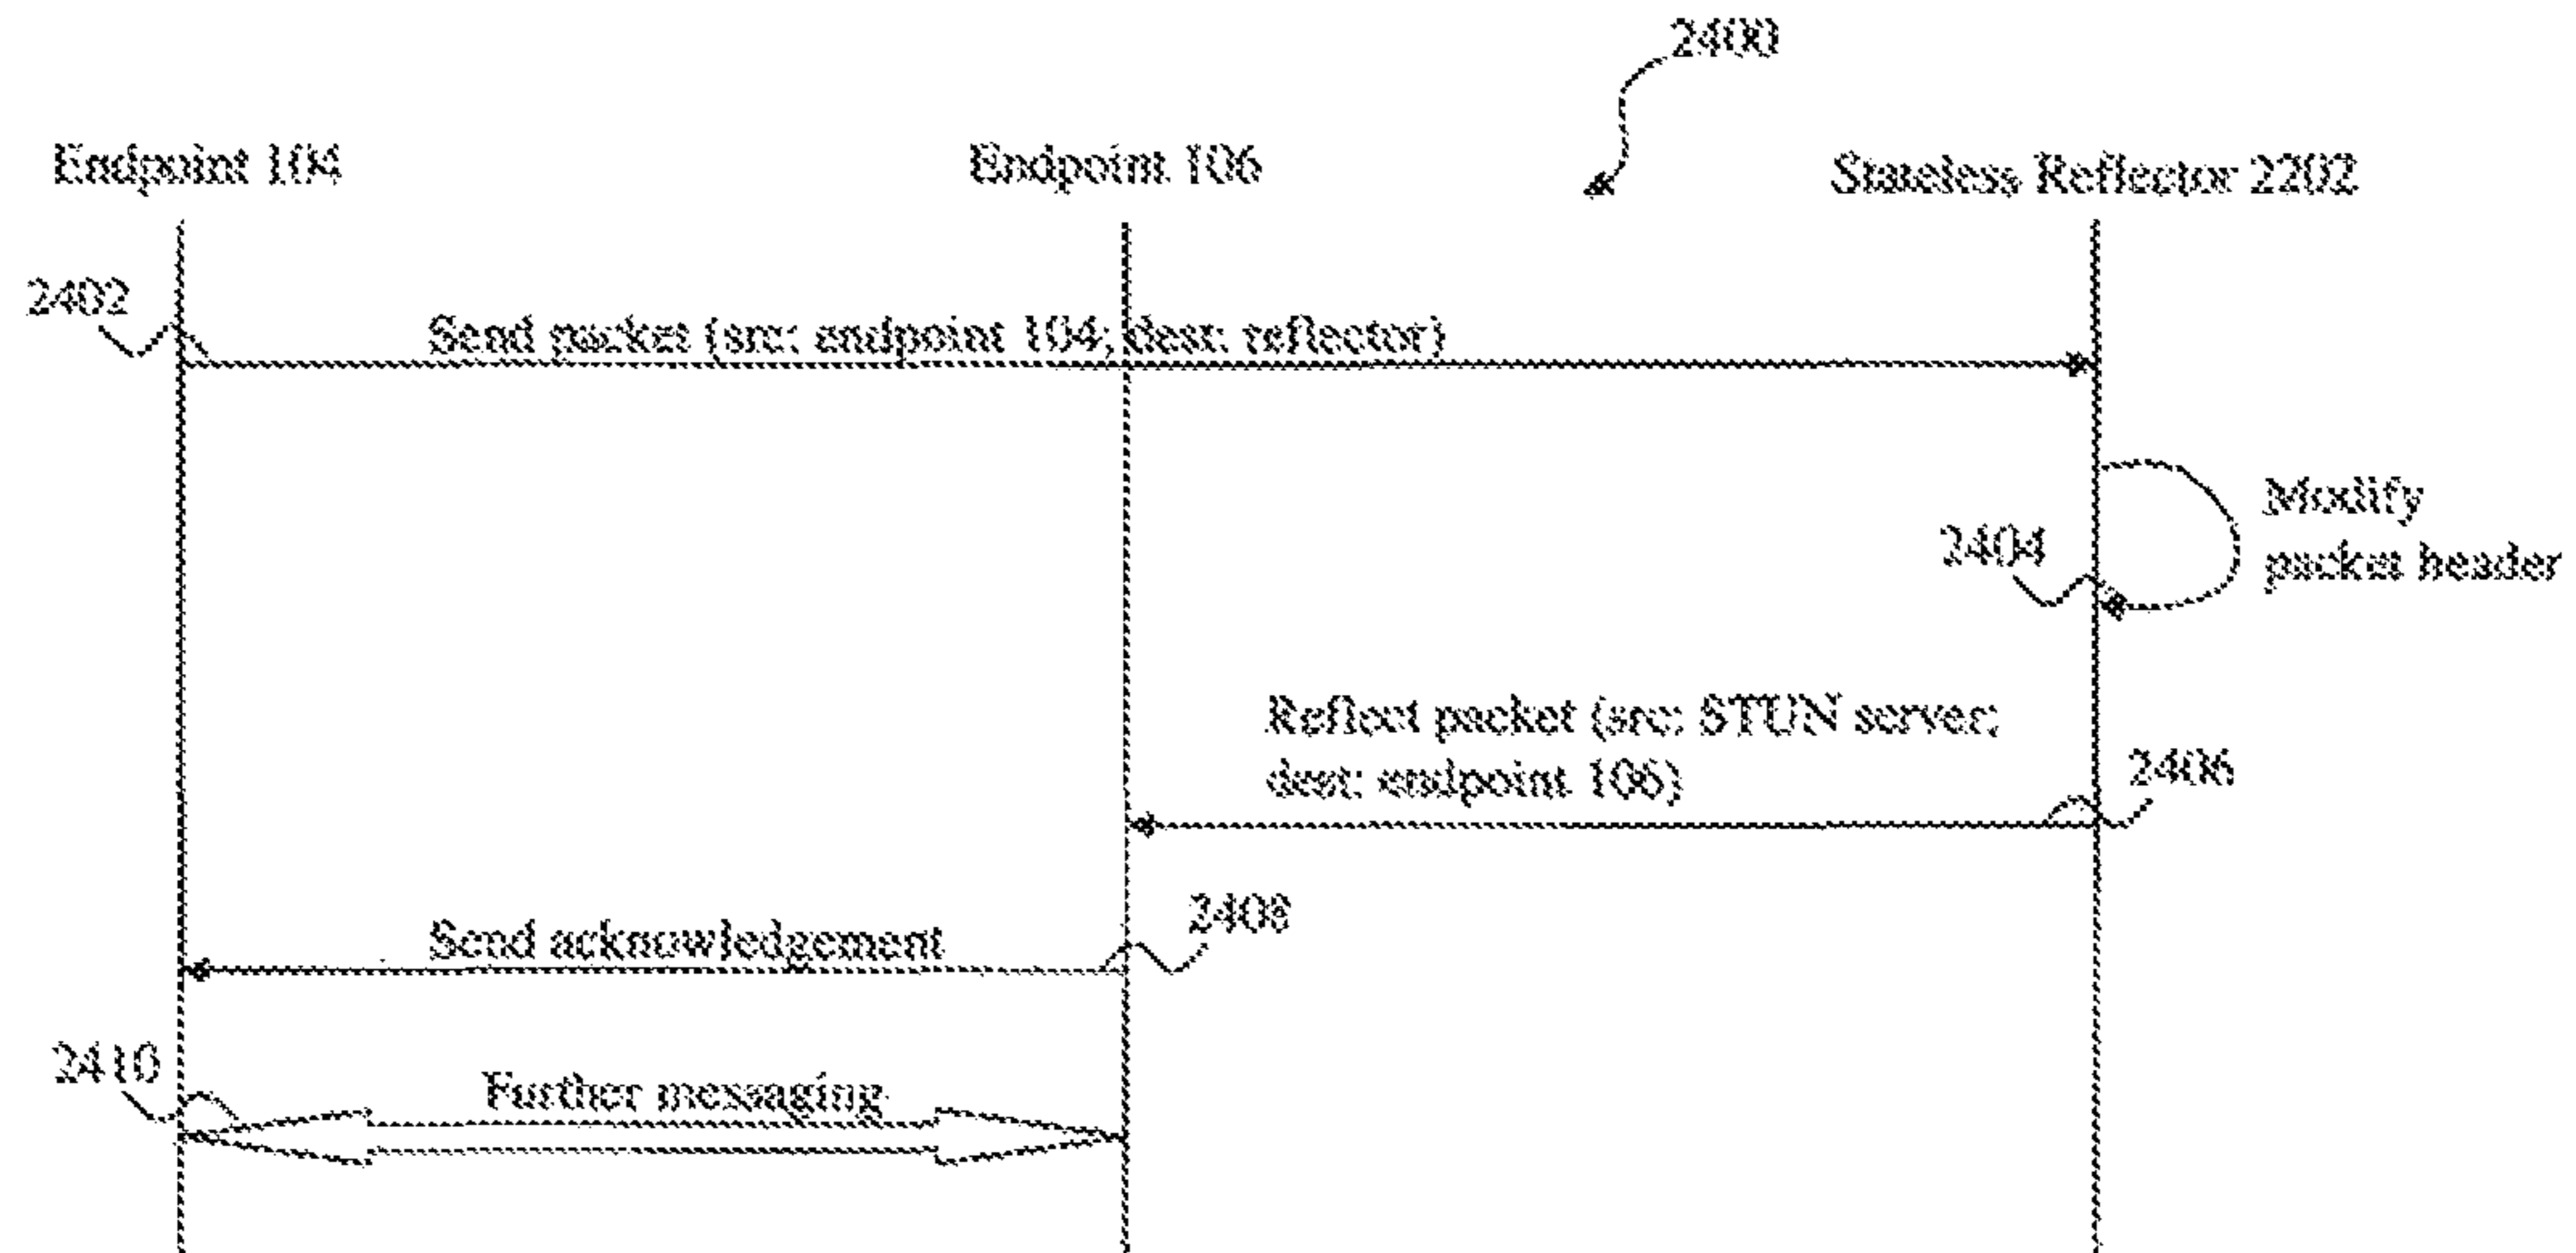 2400
Endpoint 104
Endpoint 106
Stateless Reflector 2202
2402
Send packet (src: endpoint 104; dest: reflector)
Modify
packet header
2404
Reflect packet (src: STUN server;
dest: endpoint 106)
2406
2408
Send acknowledgement
2410
Further messaging